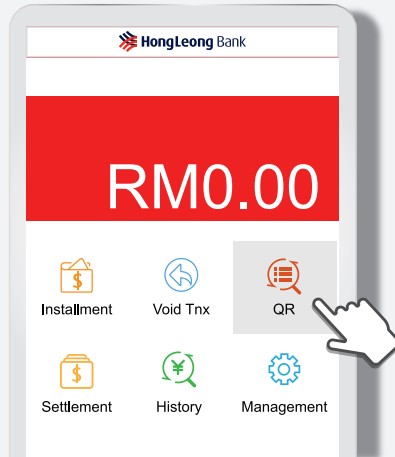 HongLeong Bank
RM0.00
Installment Void Tnx QR
Settlement History Management